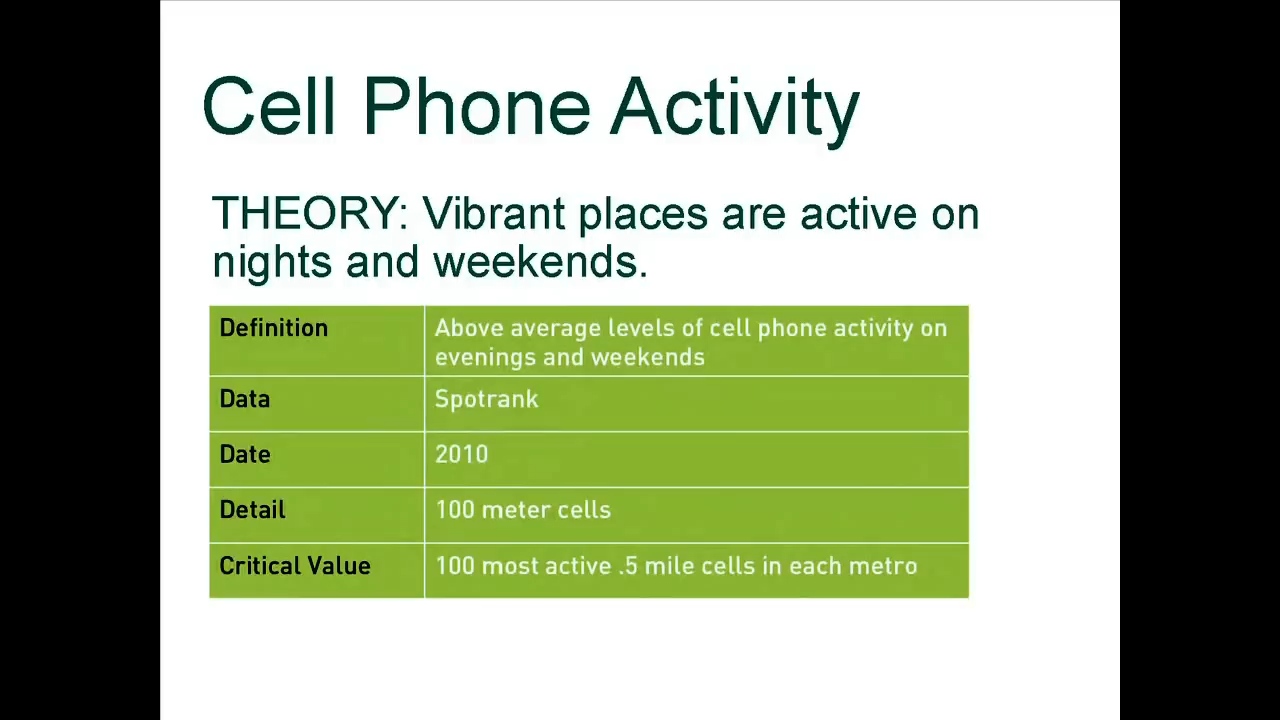 Cell Phone Activity
THEORY: Vibrant places are active on
nights and weekends.
Definition
Above average levels of cell phone activity on
evenings and weekends
Data
Spotrank
Date
2010
Detail
100 meter cells
Critical Value
100 most active .5 mile cells in each metro